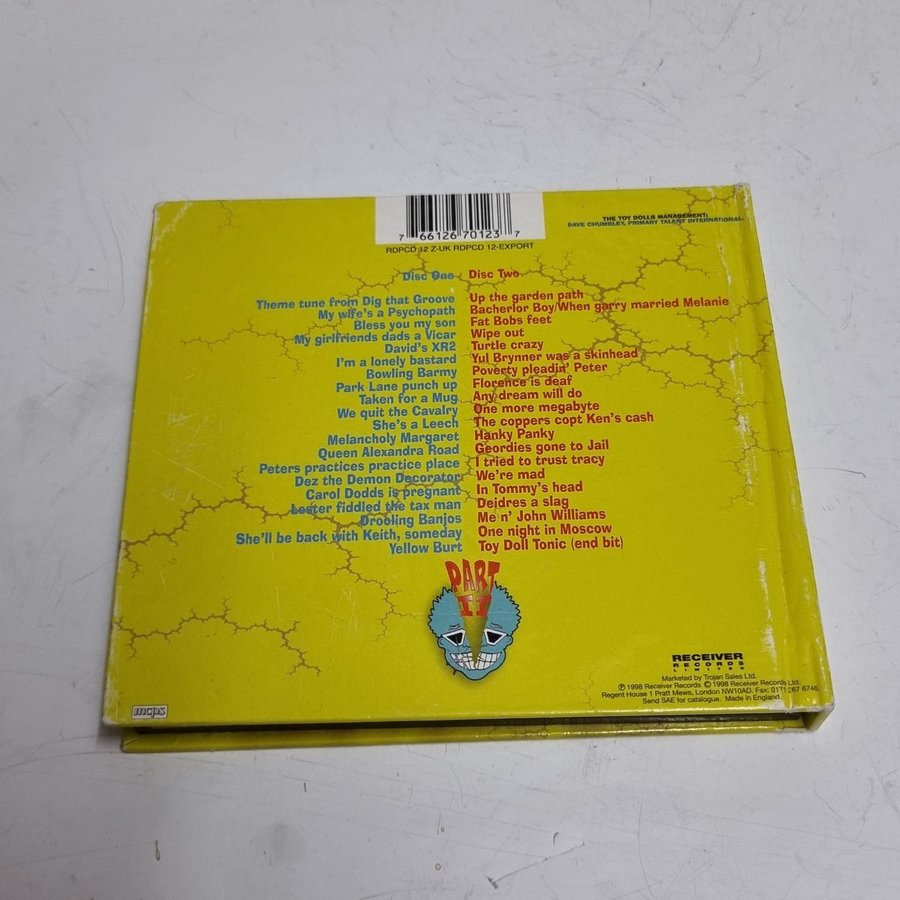 7 66126 70123 7
RDPCD 12 Z-UK RDPCD 12-EXPORT
THE TOY DOLLS MANAGEMENT:
DAVE CHUMBLEY, PRIMARY TALENT INTERNATIONAL
Disc One
Theme tune from Dig that Groove
My wife's a Psychopath
Bless you my son
My girlfriends dads a Vicar
David's XR2
I'm a lonely bastard
Bowling Barmy
Park Lane punch up
Taken for a Mug
We quit the Cavalry
She's a Leech
Melancholy Margaret
Queen Alexandra Road
Peters practices practice place
Dez the Demon Decorator
Carol Dodds is pregnant
Lester fiddled the tax man
Drooling Banjos
She'll be back with Keith, someday
Yellow Burt
Disc Two
Up the garden path
Bacherlor Boy/When garry married Melanie
Fat Bobs feet
Wipe out
Turtle crazy
Yul Brynner was a skinhead
Poverty pleadin' Peter
Florence is deaf
Any dream will do
One more megabyte
The coppers copt Ken's cash
Hanky Panky
Geordies gone to Jail
I tried to trust tracy
We're mad
In Tommy's head
Deidres a slag
Me n' John Williams
One night in Moscow
Toy Doll Tonic (end bit)
PART
II
RECEIVER
RECORDS
LIMITED
Marketed by Trojan Sales Ltd.
℗ 1998 Receiver Records © 1998 Receiver Records Ltd.
Regent House 1 Pratt Mews, London NW10AD. Fax: 0171 267 6746.
Send SAE for catalogue. Made in England.
mcps